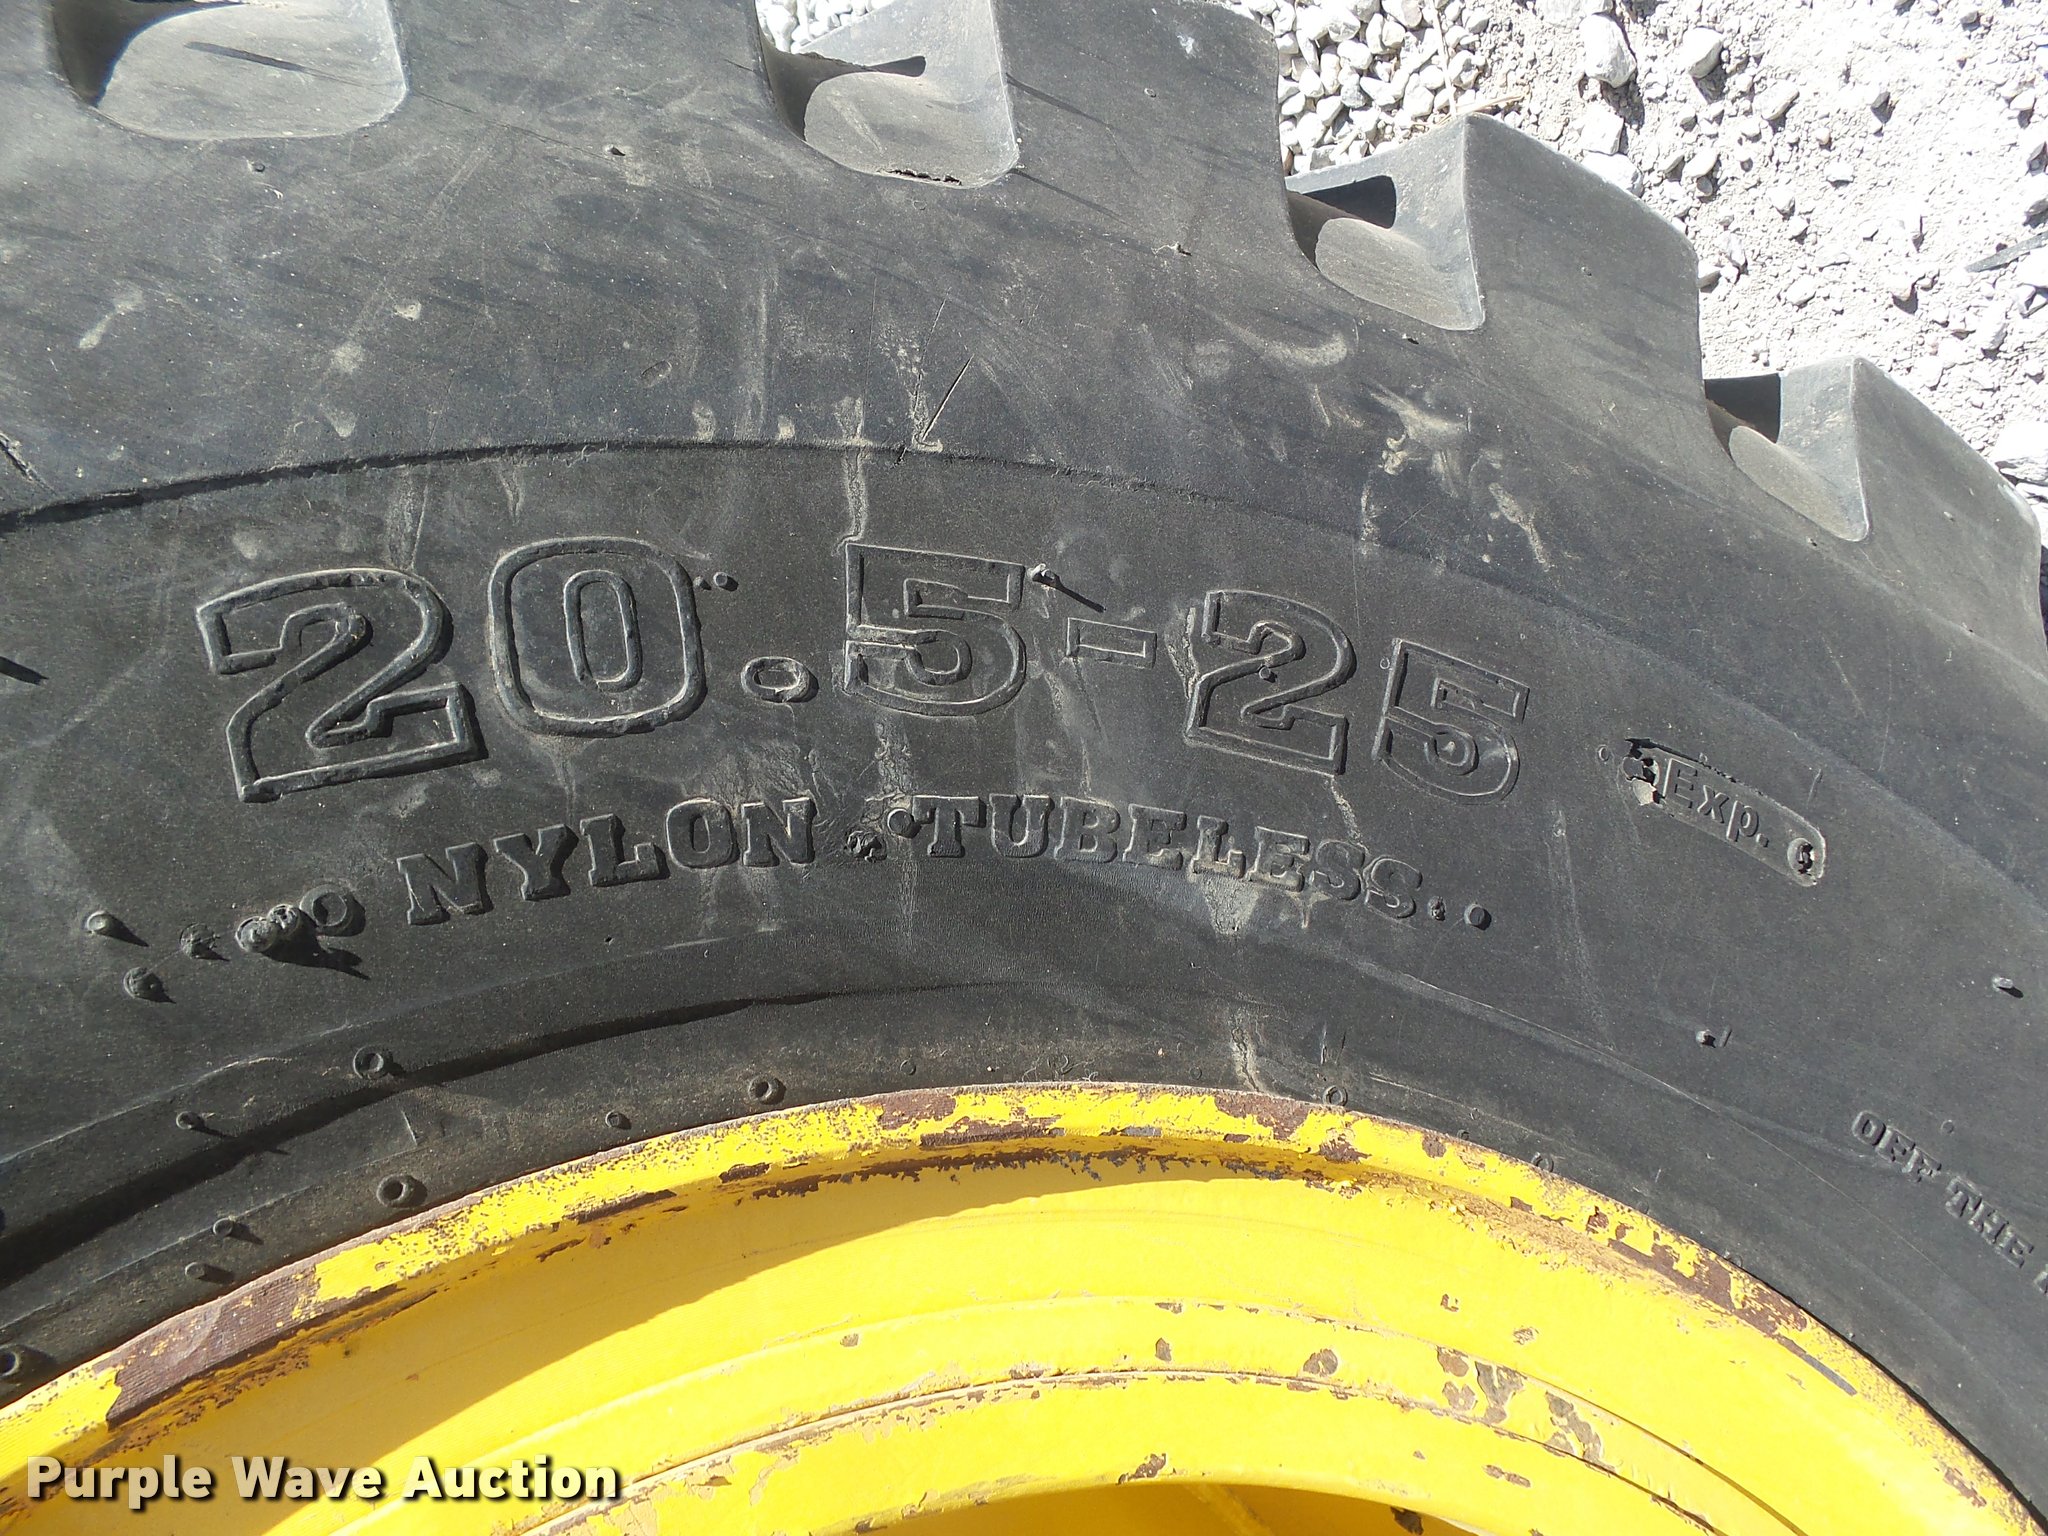 20.5-25
NYLON TUBELESS
Exp.
OFF THE
Purple Wave Auction